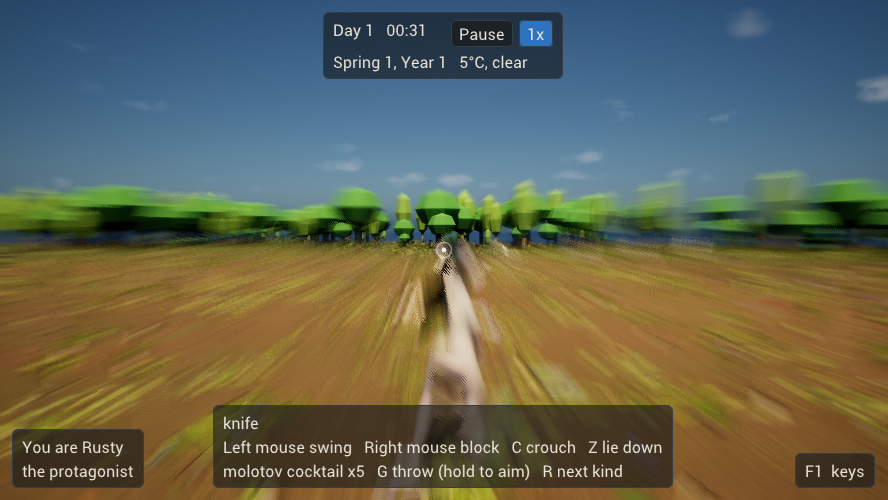 Day 1 00:31 Pause 1x
Spring 1, Year 1 5°C, clear
knife
Left mouse swing Right mouse block C crouch Z lie down
molotov cocktail x5 G throw (hold to aim) R next kind
You are Rusty
the protagonist
F1 keys